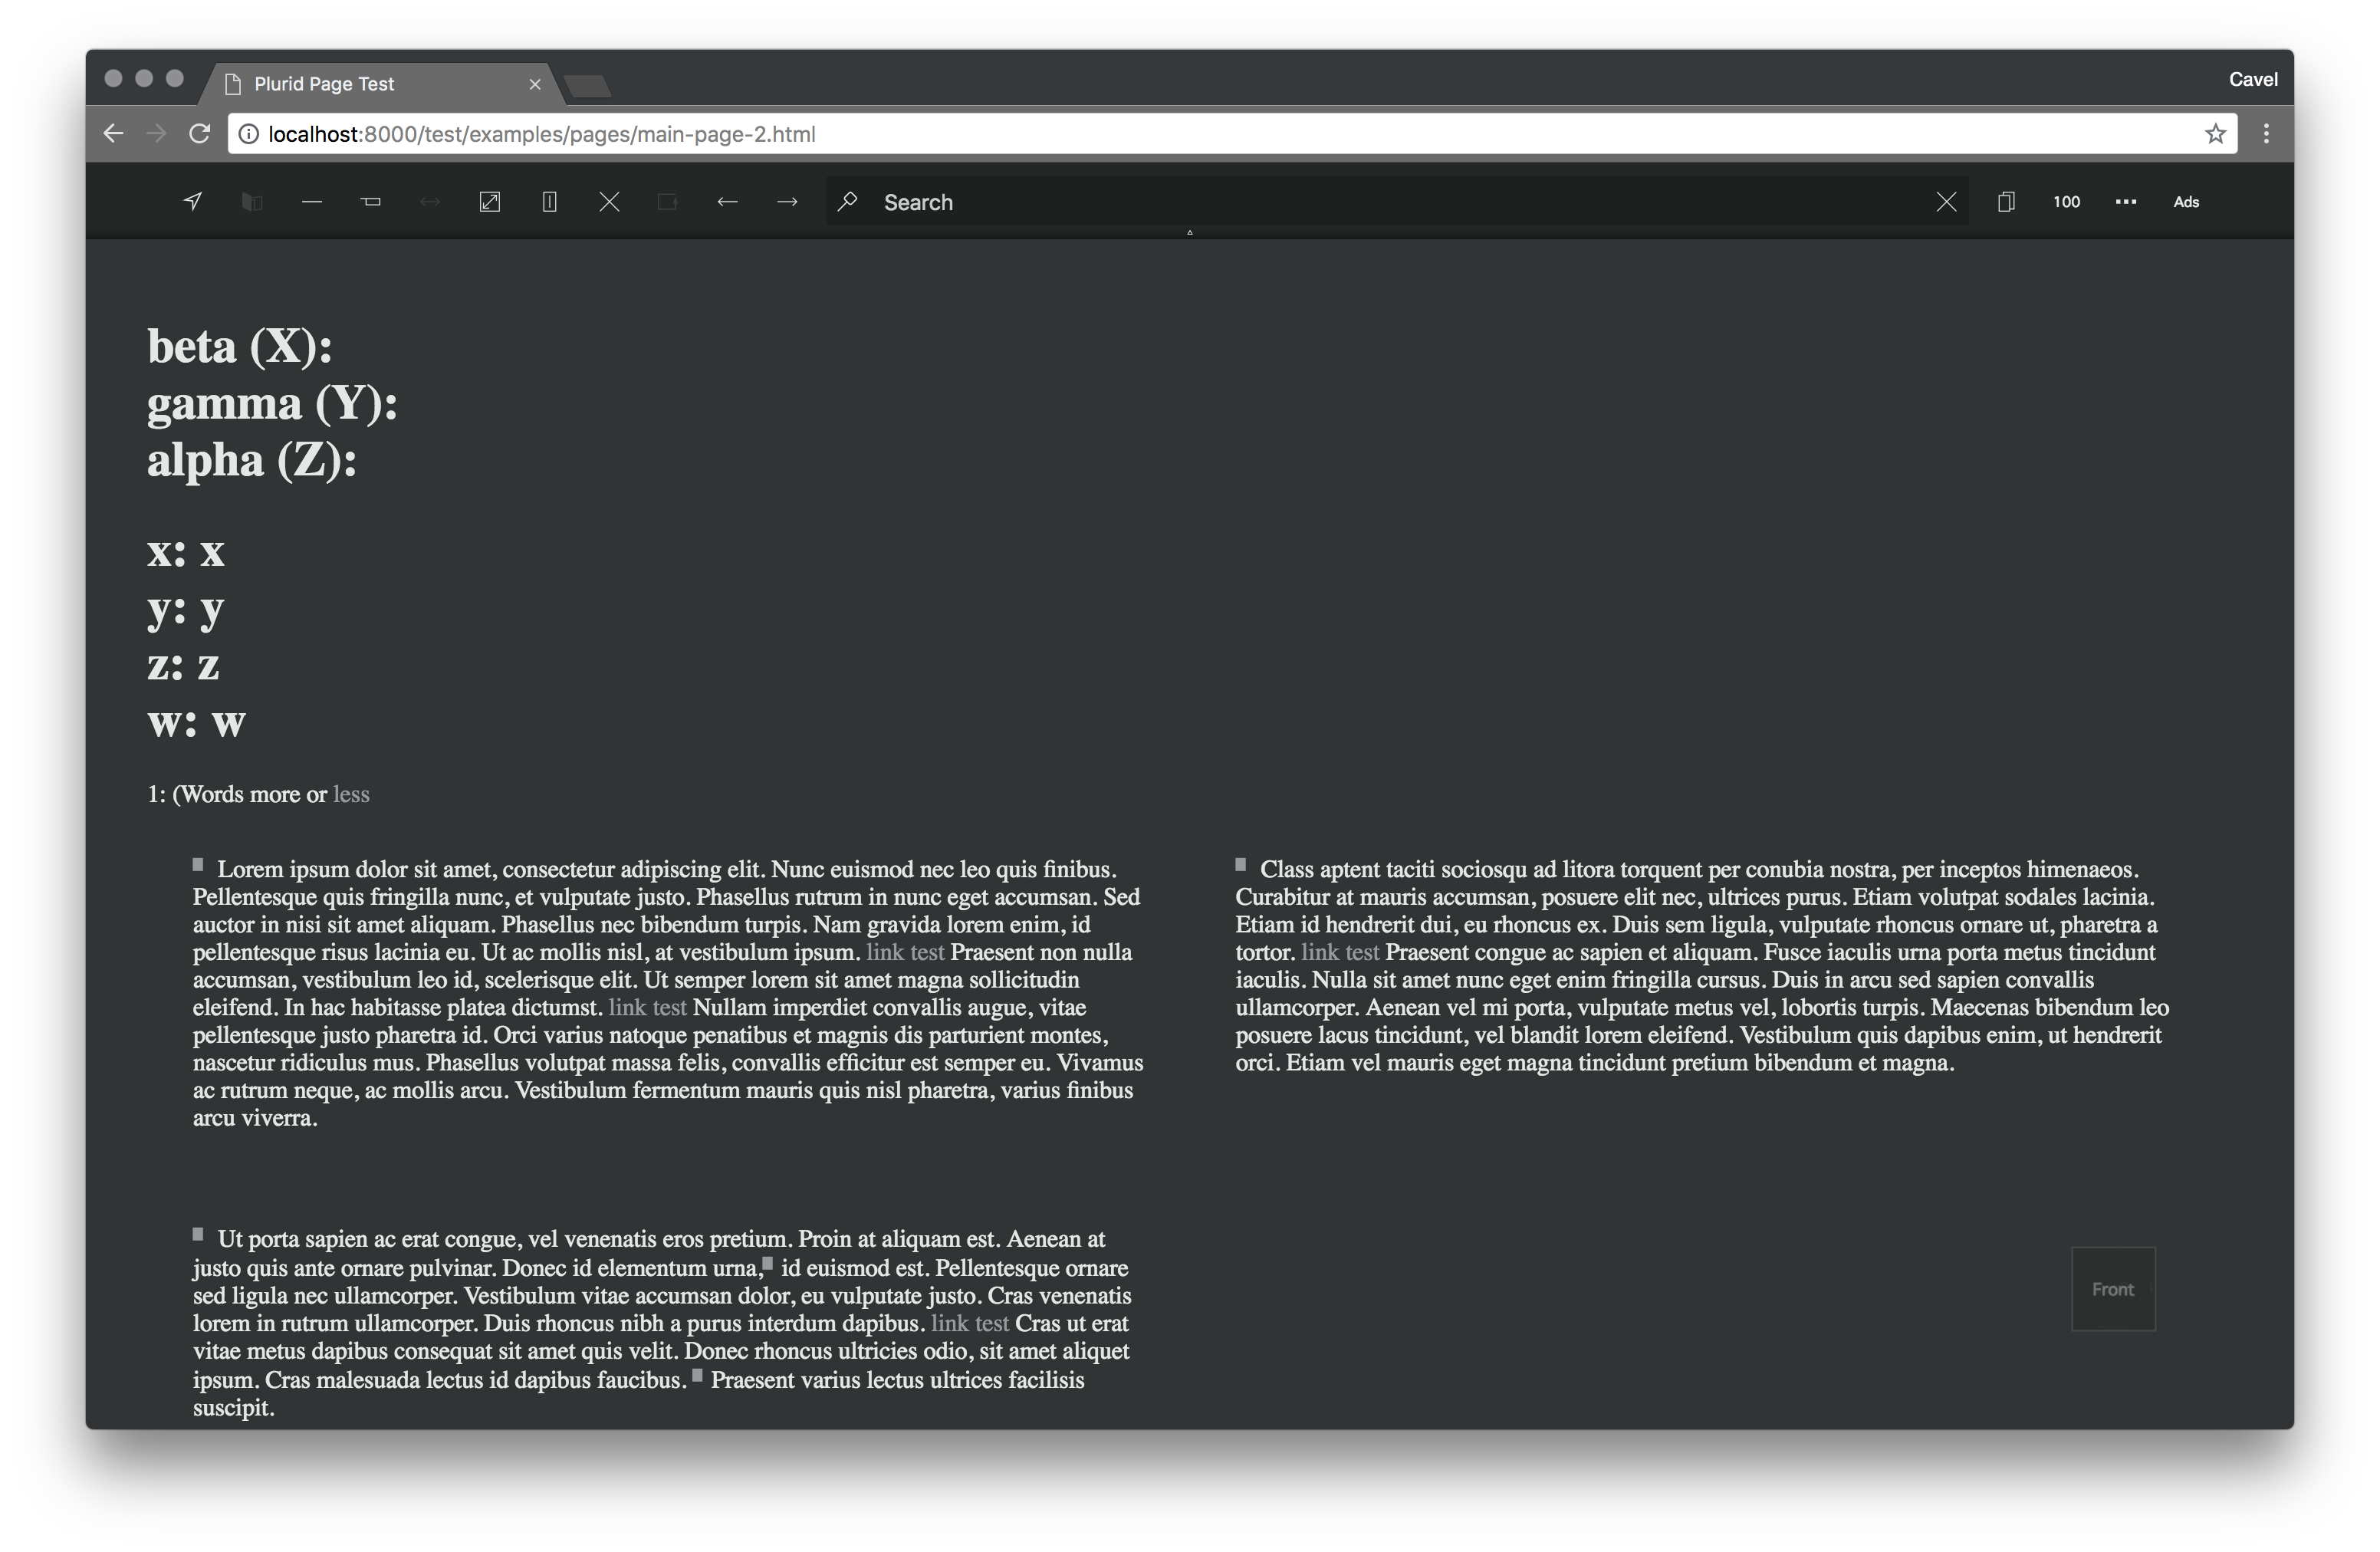 Plurid Page Test
Cavel
localhost:8000/test/examples/pages/main-page-2.html
Search
100
Ads
beta (X):
gamma (Y):
alpha (Z):
x: x
y: y
z: z
w: w
1: (Words more or less
Lorem ipsum dolor sit amet, consectetur adipiscing elit. Nunc euismod nec leo quis finibus.
Pellentesque quis fringilla nunc, et vulputate justo. Phasellus rutrum in nunc eget accumsan. Sed
auctor in nisi sit amet aliquam. Phasellus nec bibendum turpis. Nam gravida lorem enim, id
pellentesque risus lacinia eu. Ut ac mollis nisl, at vestibulum ipsum. link test Praesent non nulla
accumsan, vestibulum leo id, scelerisque elit. Ut semper lorem sit amet magna sollicitudin
eleifend. In hac habitasse platea dictumst. link test Nullam imperdiet convallis augue, vitae
pellentesque justo pharetra id. Orci varius natoque penatibus et magnis dis parturient montes,
nascetur ridiculus mus. Phasellus volutpat massa felis, convallis efficitur est semper eu. Vivamus
ac rutrum neque, ac mollis arcu. Vestibulum fermentum mauris quis nisl pharetra, varius finibus
arcu viverra.
Class aptent taciti sociosqu ad litora torquent per conubia nostra, per inceptos himenaeos.
Curabitur at mauris accumsan, posuere elit nec, ultrices purus. Etiam volutpat sodales lacinia.
Etiam id hendrerit dui, eu rhoncus ex. Duis sem ligula, vulputate rhoncus ornare ut, pharetra a
tortor. link test Praesent congue ac sapien et aliquam. Fusce iaculis urna porta metus tincidunt
iaculis. Nulla sit amet nunc eget enim fringilla cursus. Duis in arcu sed sapien convallis
ullamcorper. Aenean vel mi porta, vulputate metus vel, lobortis turpis. Maecenas bibendum leo
posuere lacus tincidunt, vel blandit lorem eleifend. Vestibulum quis dapibus enim, ut hendrerit
orci. Etiam vel mauris eget magna tincidunt pretium bibendum et magna.
Ut porta sapien ac erat congue, vel venenatis eros pretium. Proin at aliquam est. Aenean at
justo quis ante ornare pulvinar. Donec id elementum urna, id euismod est. Pellentesque ornare
sed ligula nec ullamcorper. Vestibulum vitae accumsan dolor, eu vulputate justo. Cras venenatis
lorem in rutrum ullamcorper. Duis rhoncus nibh a purus interdum dapibus. link test Cras ut erat
vitae metus dapibus consequat sit amet quis velit. Donec rhoncus ultricies odio, sit amet aliquet
ipsum. Cras malesuada lectus id dapibus faucibus. Praesent varius lectus ultrices facilisis
suscipit.
Front